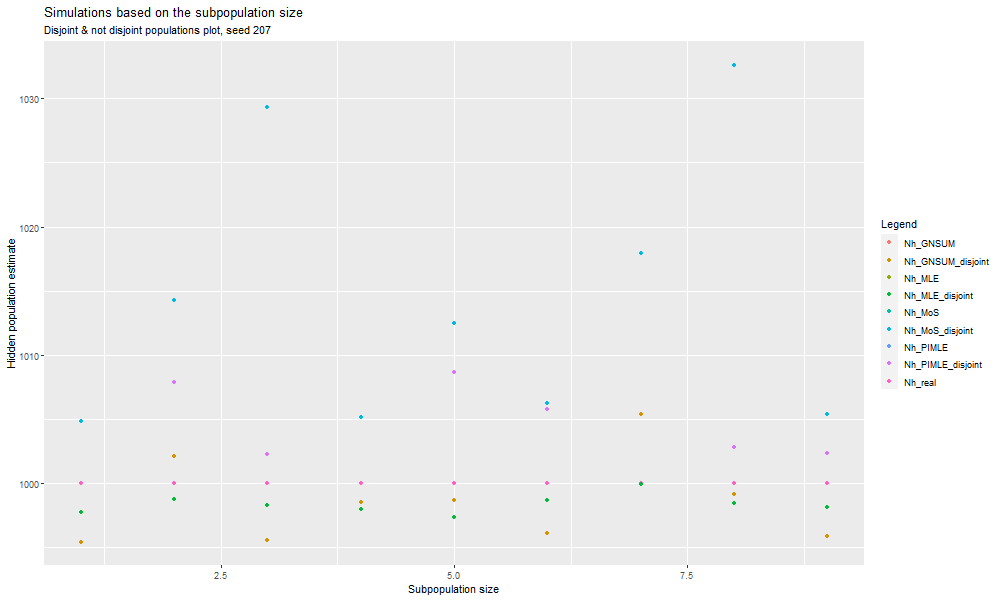 Simulations based on the subpopulation size
Disjoint & not disjoint populations plot, seed 207
Hidden population estimate
1030
1020
1010
1000
2.5
5.0
7.5
Subpopulation size
Legend
Nh_GNSUM
Nh_GNSUM_disjoint
Nh_MLE
Nh_MLE_disjoint
Nh_MoS
Nh_MoS_disjoint
Nh_PIMLE
Nh_PIMLE_disjoint
Nh_real